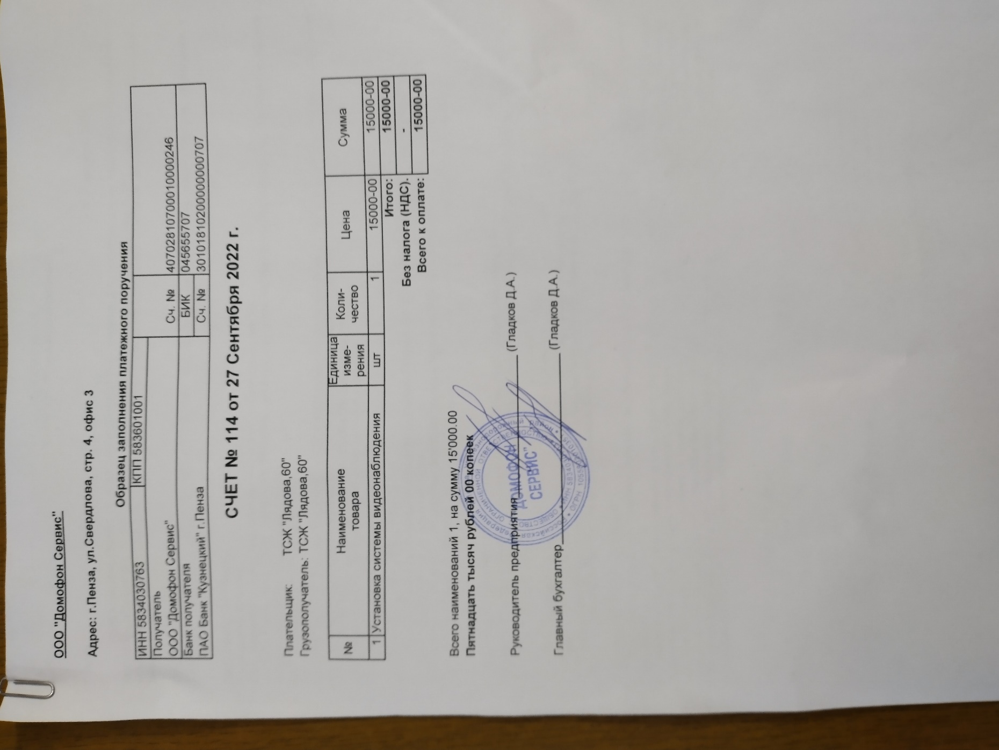 ООО "Домофон Сервис"
Адрес: г.Пенза, ул.Свердлова, стр. 4, офис 3
Образец заполнения платежного поручения
ИНН 5834030763 КПП 583601001
Получатель
ООО "Домофон Сервис" Сч. № 40702810700010000246
Банк получателя БИК 045655707
ПАО Банк "Кузнецкий" г.Пенза Сч. № 30101810200000000707
СЧЕТ № 114 от 27 Сентября 2022 г.
Плательщик: ТСЖ "Лядова,60"
Грузополучатель: ТСЖ "Лядова,60"
№ Наименование товара Единица изме-рения Коли-чество Цена Сумма
1 Установка системы видеонаблюдения шт 1 15000-00 15000-00
Итого: 15000-00
Без налога (НДС). -
Всего к оплате: 15000-00
Всего наименований 1, на сумму 15'000.00
Пятнадцать тысяч рублей 00 копеек
Руководитель предприятия (Гладков Д.А.)
Главный бухгалтер (Гладков Д.А.)
ДОМОФОН
СЕРВИС"